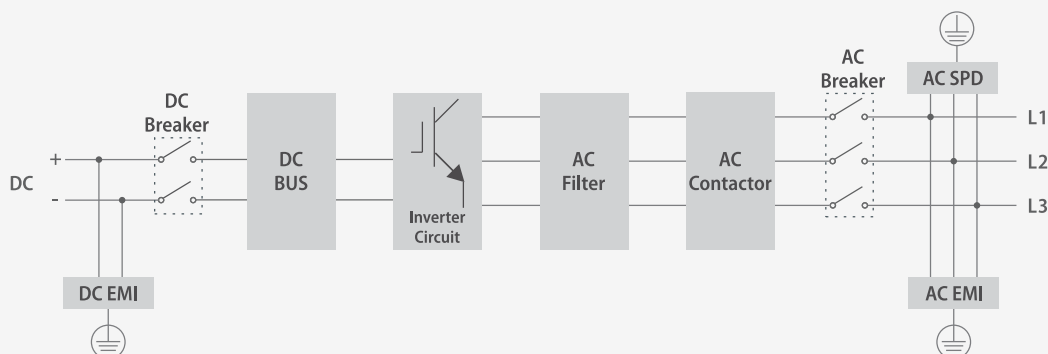 AC
Breaker
AC SPD
DC
Breaker
L1
+
DC
-
DC
BUS
Inverter
Circuit
AC
Filter
AC
Contactor
L2
L3
DC EMI
AC EMI